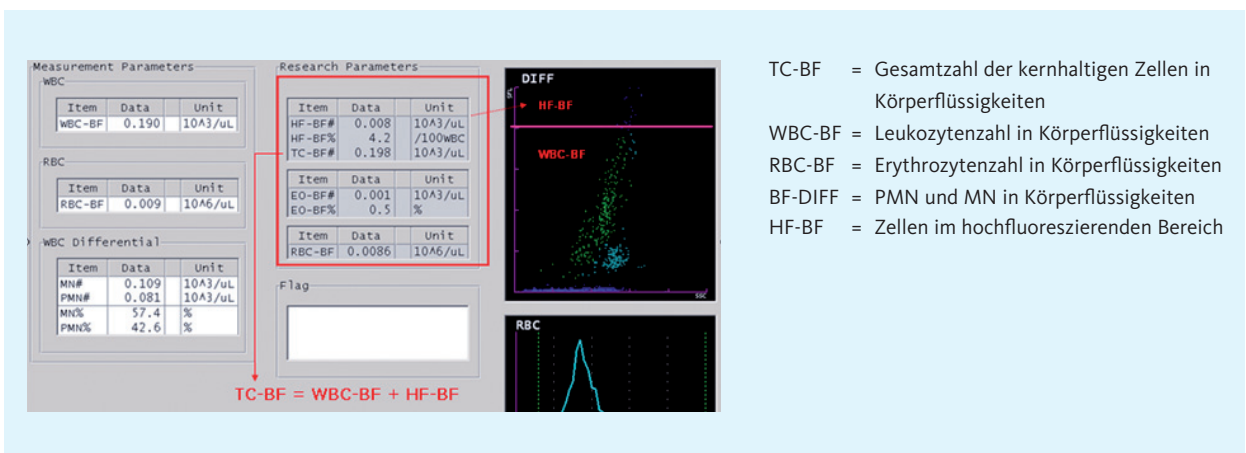 Measurement Parameters
WBC
Item Data Unit
WBC-BF 0.190 10^3/uL
RBC
Item Data Unit
RBC-BF 0.009 10^6/uL
WBC Differential
Item Data Unit
MN# 0.109 10^3/uL
PMN# 0.081 10^3/uL
MN% 57.4 %
PMN% 42.6 %
Research Parameters
Item Data Unit
HF-BF# 0.008 10^3/uL
HF-BF% 4.2 /100WBC
TC-BF# 0.198 10^3/uL
Item Data Unit
EO-BF# 0.001 10^3/uL
EO-BF% 0.5 %
Item Data Unit
RBC-BF 0.0086 10^6/uL
Flag
TC-BF = WBC-BF + HF-BF
DIFF
HF-BF
WBC-BF
SSC
RBC
TC-BF = Gesamtzahl der kernhaltigen Zellen in
Körperflüssigkeiten
WBC-BF = Leukozytenzahl in Körperflüssigkeiten
RBC-BF = Erythrozytenzahl in Körperflüssigkeiten
BF-DIFF = PMN und MN in Körperflüssigkeiten
HF-BF = Zellen im hochfluoreszierenden Bereich